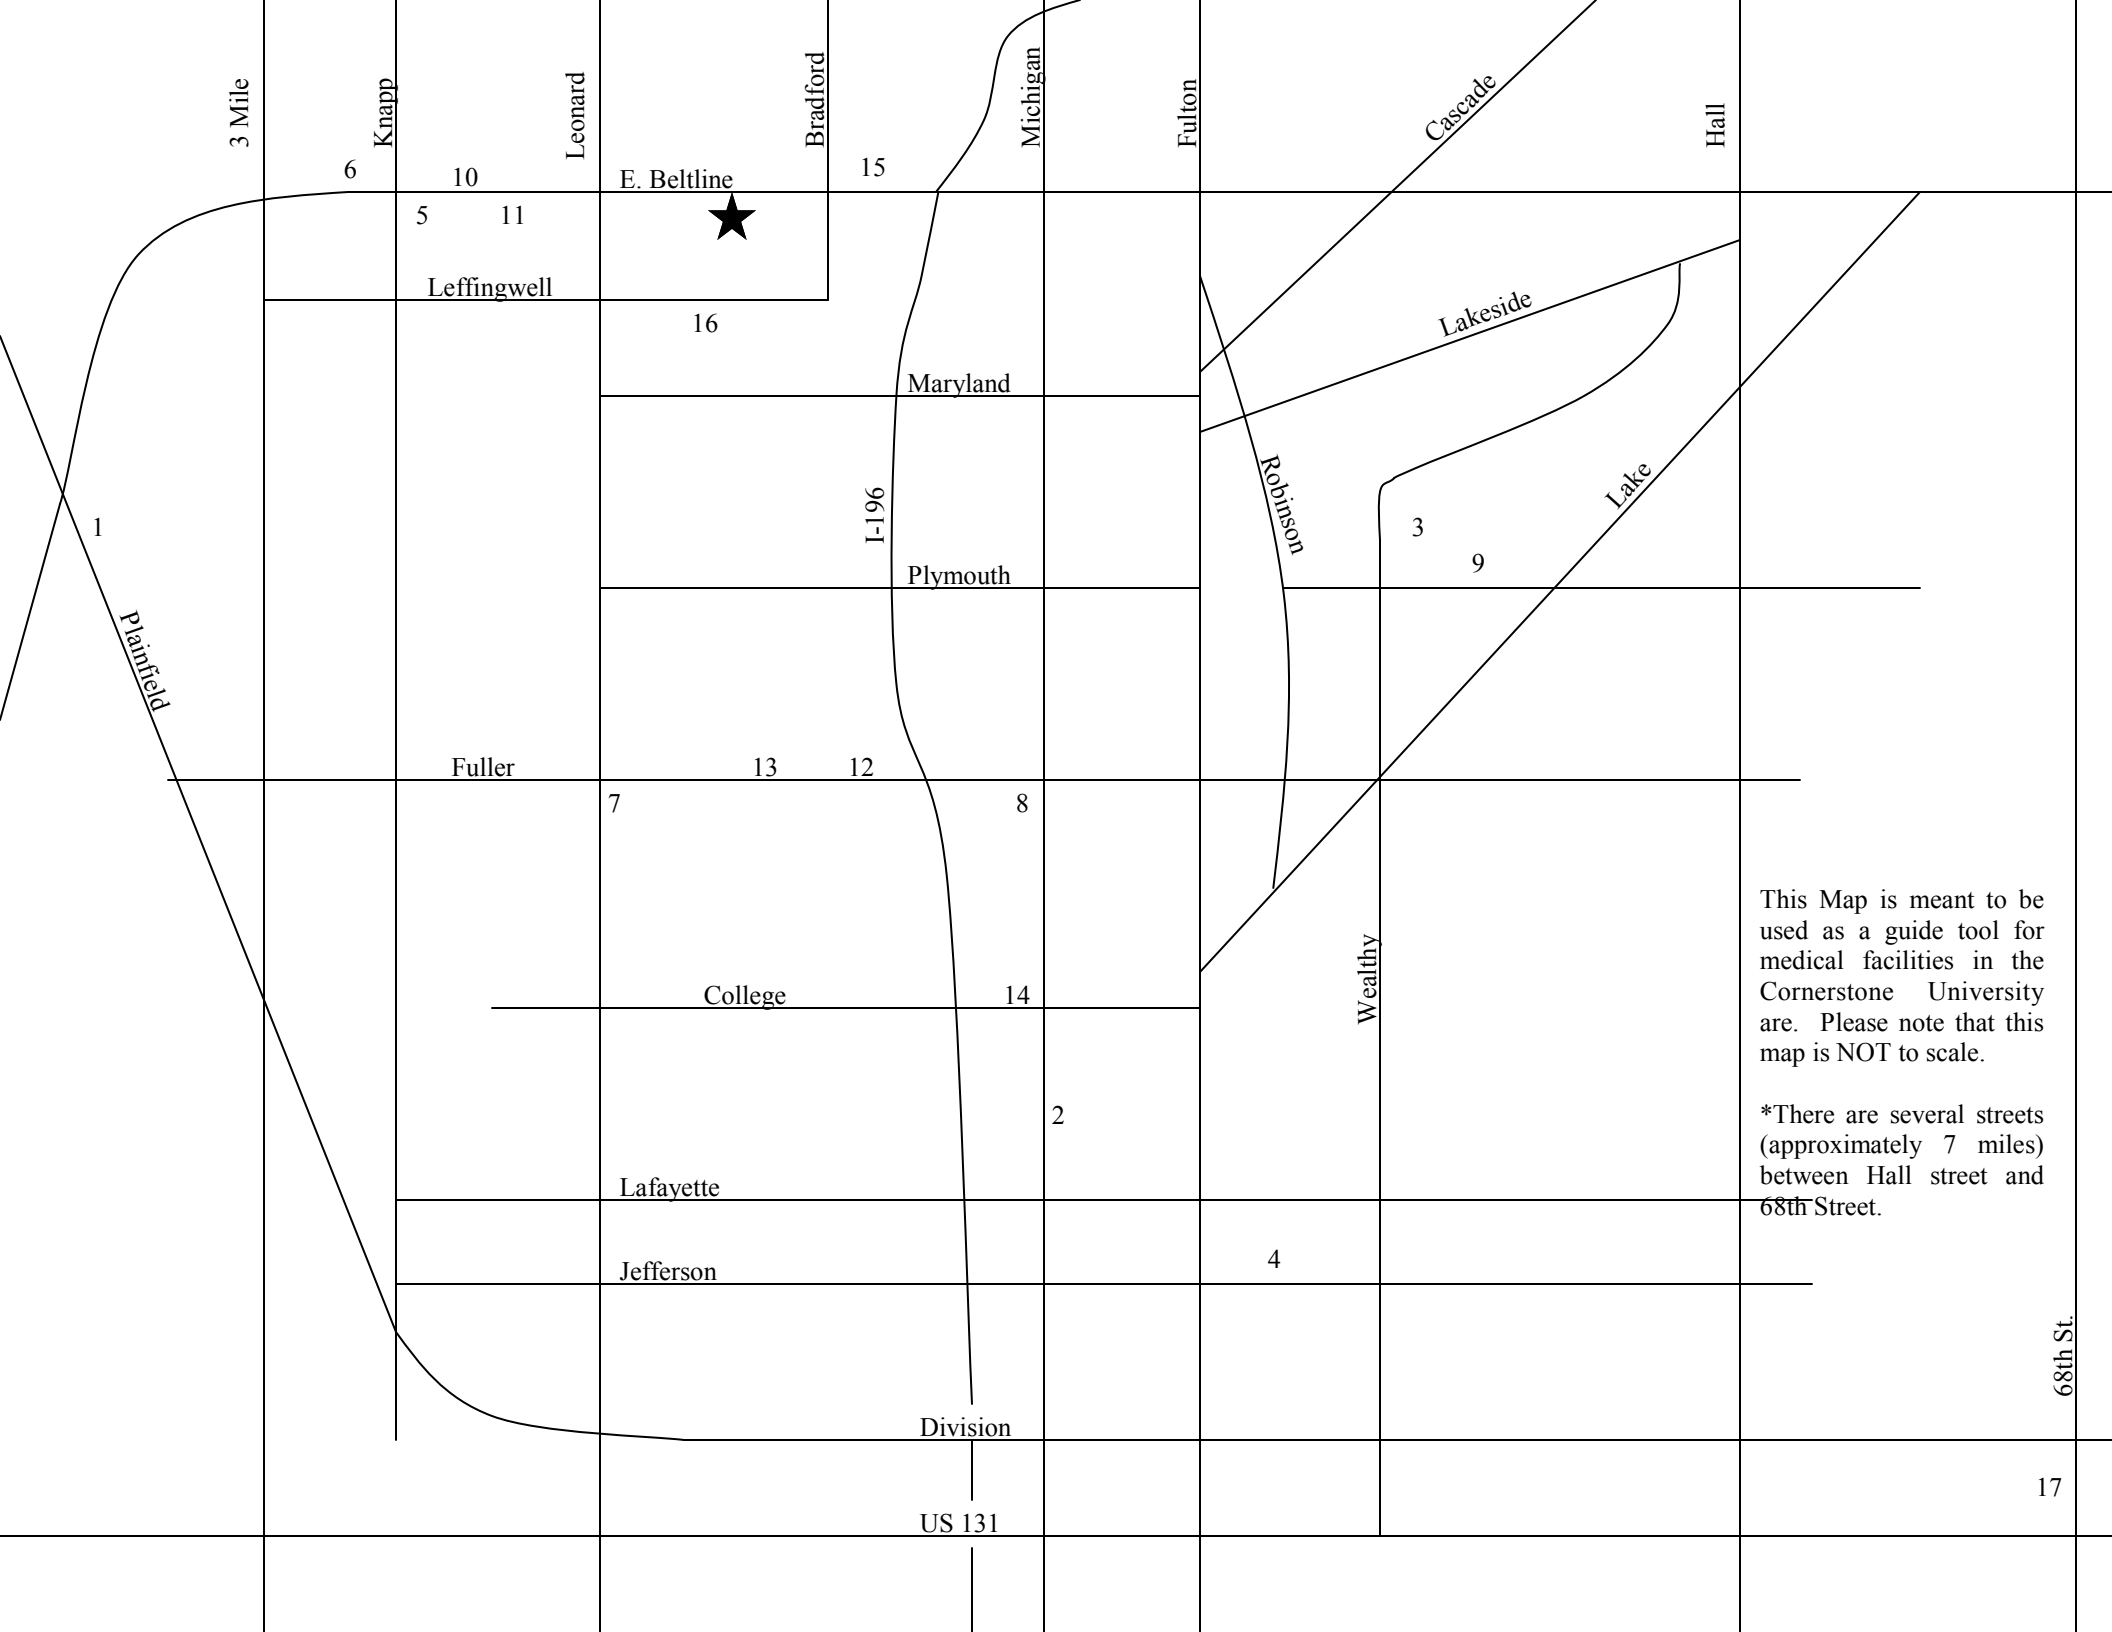 3 Mile
Knapp
Leonard
Bradford
Michigan
Fulton
Cascade
Hall
6
10
E. Beltline
15
5
11
Leffingwell
16
Lakeside
Maryland
Robinson
I-196
Lake
1
3
9
Plymouth
Plainfield
Fuller
13
12
7
8
This Map is meant to be
used as a guide tool for
medical facilities in the
Cornerstone University
are. Please note that this
map is NOT to scale.
*There are several streets
(approximately 7 miles)
between Hall street and
68th Street.
Wealthy
College
14
2
Lafayette
4
Jefferson
68th St.
Division
17
US 131